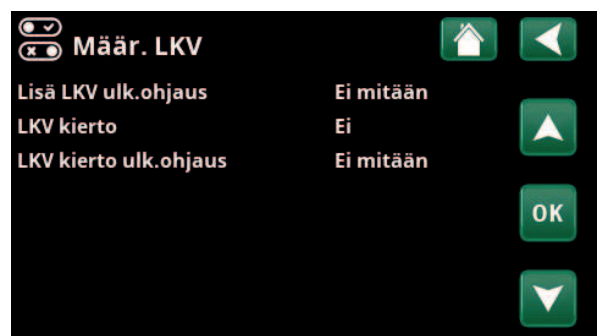 Määr. LKV
Lisä LKV ulk.ohjaus Ei mitään
LKV kierto Ei
LKV kierto ulk.ohjaus Ei mitään
OK